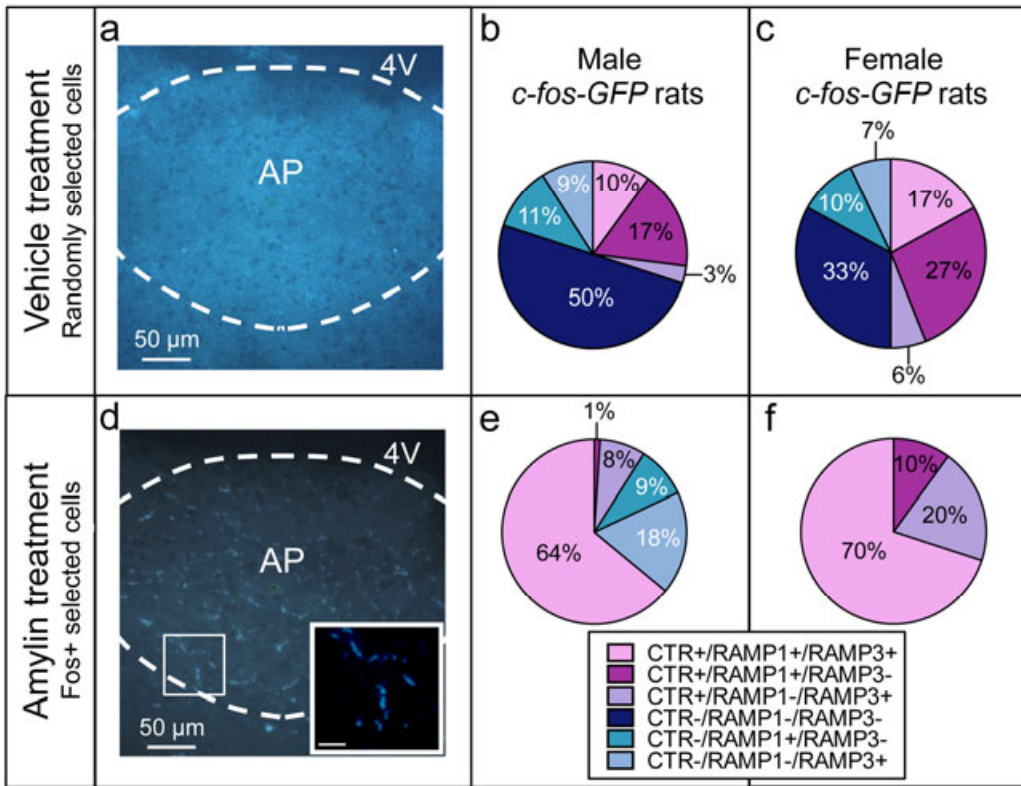 Vehicle treatment
Randomly selected cells
a
4V
AP
50 µm
b
Male
c-fos-GFP rats
10%
17%
3%
50%
11%
9%
c
Female
c-fos-GFP rats
7%
17%
27%
6%
33%
10%
Amylin treatment
Fos+ selected cells
d
4V
AP
50 µm
e
1%
8%
9%
18%
64%
f
10%
20%
70%
CTR+/RAMP1+/RAMP3+
CTR+/RAMP1+/RAMP3-
CTR+/RAMP1-/RAMP3+
CTR-/RAMP1-/RAMP3-
CTR-/RAMP1+/RAMP3-
CTR-/RAMP1-/RAMP3+